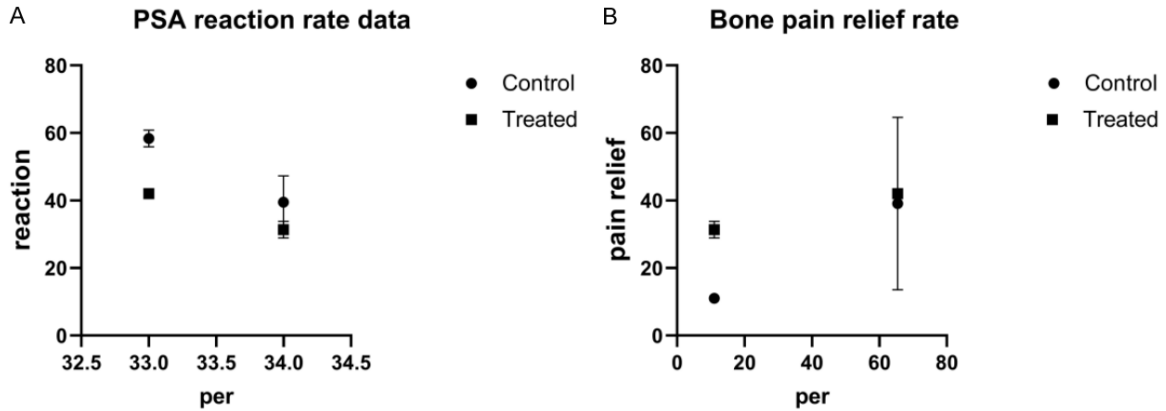 A
PSA reaction rate data
80
60
40
20
0
reaction
32.5 33.0 33.5 34.0 34.5
per
Control
Treated
B
Bone pain relief rate
80
60
40
20
0
pain relief
0 20 40 60 80
per
Control
Treated